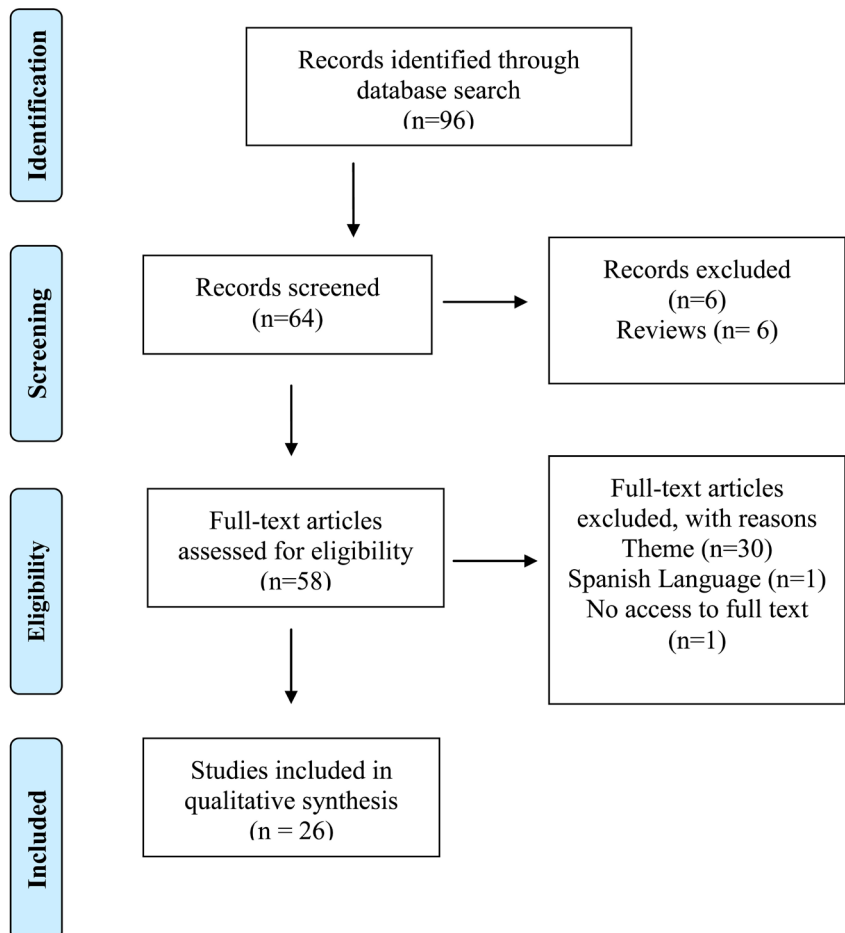 Identification
Records identified through
database search
(n=96)
Screening
Records screened
(n=64)
Records excluded
(n=6)
Reviews (n= 6)
Eligibility
Full-text articles
assessed for eligibility
(n=58)
Full-text articles
excluded, with reasons
Theme (n=30)
Spanish Language (n=1)
No access to full text
(n=1)
Included
Studies included in
qualitative synthesis
(n = 26)